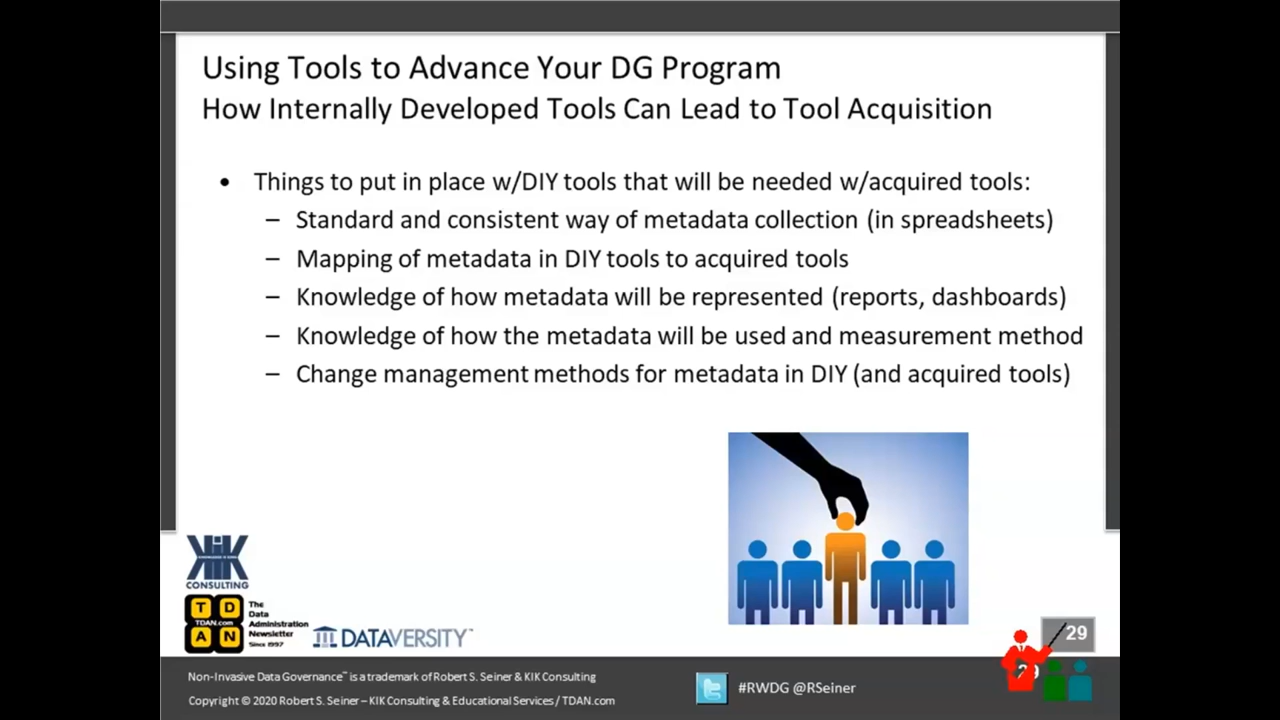 Using Tools to Advance Your DG Program
How Internally Developed Tools Can Lead to Tool Acquisition
• Things to put in place w/DIY tools that will be needed w/acquired tools:
– Standard and consistent way of metadata collection (in spreadsheets)
– Mapping of metadata in DIY tools to acquired tools
– Knowledge of how metadata will be represented (reports, dashboards)
– Knowledge of how the metadata will be used and measurement method
– Change management methods for metadata in DIY (and acquired tools)
KIK
CONSULTING
T D
TDAN.com
A N
The
Data
Administration
Newsletter
Since 1997
DATAVERSITY™
29
Non-Invasive Data Governance™ is a trademark of Robert S. Seiner & KIK Consulting
Copyright © 2020 Robert S. Seiner – KIK Consulting & Educational Services / TDAN.com
#RWDG @RSeiner